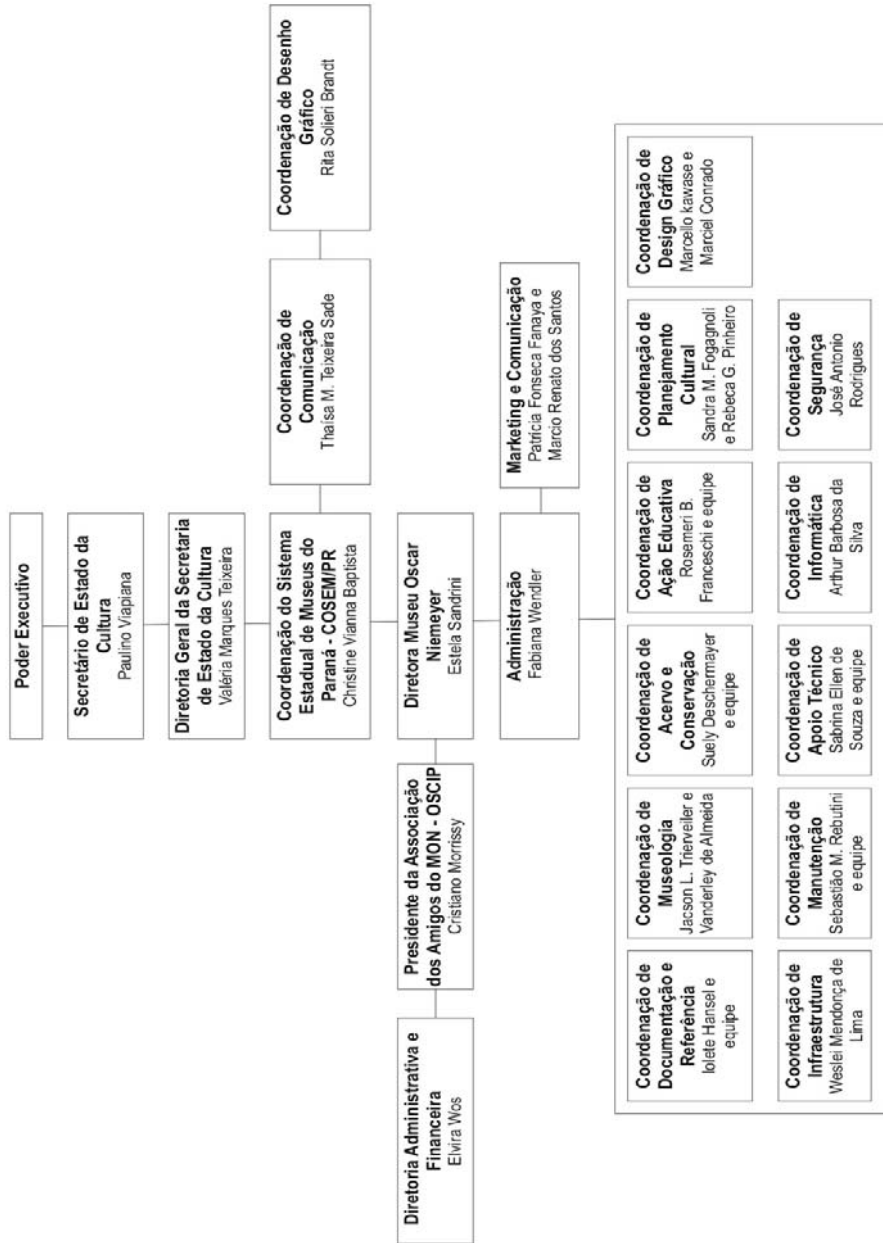 Poder Executivo
Secretário de Estado da
Cultura
Paulino Viapiana
Diretoria Geral da Secretaria
de Estado da Cultura
Valéria Marques Teixeira
Coordenação do Sistema
Estadual de Museus do
Paraná - COSEM/PR
Christine Vianna Baptista
Coordenação de
Comunicação
Thaísa M. Teixeira Sade
Coordenação de Desenho
Gráfico
Rita Solieri Brandt
Diretoria Administrativa e
Financeira
Elvira Wos
Presidente da Associação
dos Amigos do MON - OSCIP
Cristiano Morrissy
Diretora Museu Oscar
Niemeyer
Estela Sandrini
Administração
Fabiana Wendler
Marketing e Comunicação
Patrícia Fonseca Fanaya e
Marcio Renato dos Santos
Coordenação de
Documentação e
Referência
Iolete Hansel e
equipe
Coordenação de
Museologia
Jacson L. Trierveiler e
Vanderley de Almeida
Coordenação de
Acervo e
Conservação
Suely Deschermayer
e equipe
Coordenação de
Ação Educativa
Rosemeri B.
Franceschi e equipe
Coordenação de
Planejamento
Cultural
Sandra M. Fogagnoli
e Rebeca G. Pinheiro
Coordenação de
Design Gráfico
Marcello kawase e
Marciel Conrado
Coordenação de
Infraestrutura
Weslei Mendonça de
Lima
Coordenação de
Manutenção
Sebastião M. Rebutini
e equipe
Coordenação de
Apoio Técnico
Sabrina Ellen de
Souza e equipe
Coordenação de
Informática
Arthur Barbosa da
Silva
Coordenação de
Segurança
José Antonio
Rodrigues